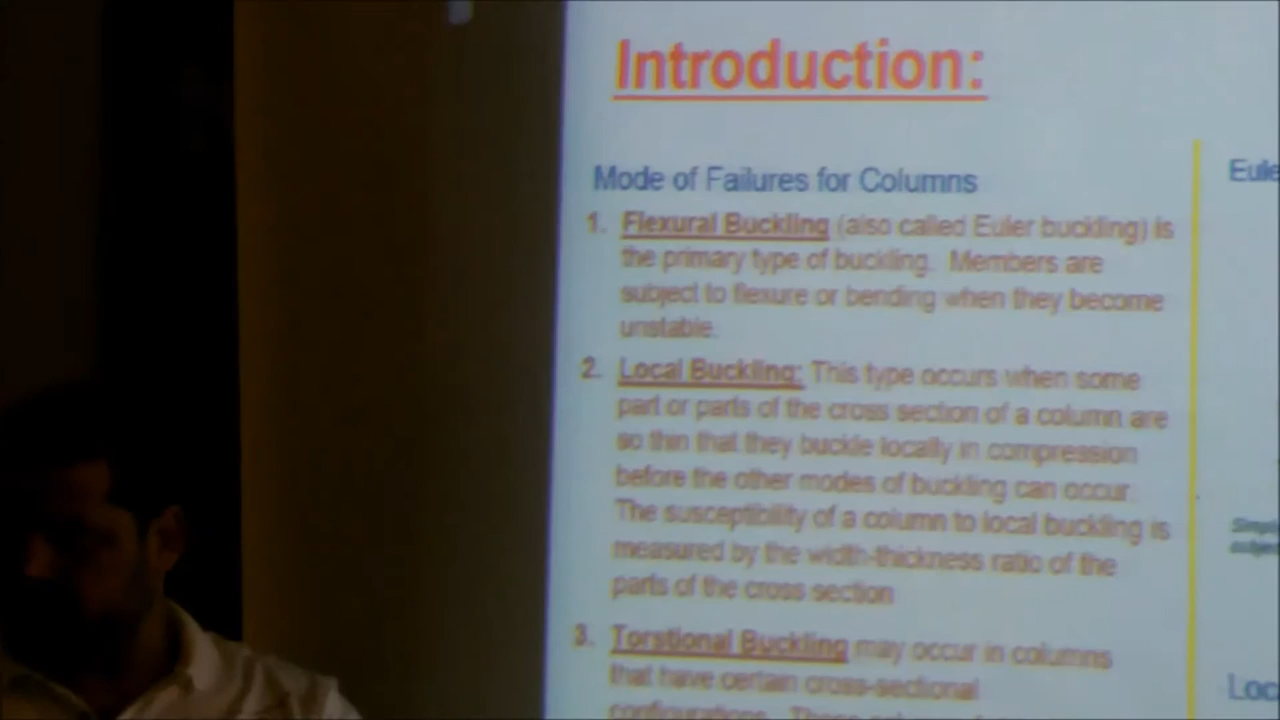 Introduction:
Mode of Failures for Columns
1. Flexural Buckling (also called Euler buckling) is
the primary type of buckling. Members are
subject to flexure or bending when they become
unstable.
2. Local Buckling: This type occurs when some
part or parts of the cross section of a column are
so thin that they buckle locally in compression
before the other modes of buckling can occur.
The susceptibility of a column to local buckling is
measured by the width-thickness ratio of the
parts of the cross section
3. Torstional Buckling may occur in columns
that have certain cross-sectional
configurations. These
Eule
Loc